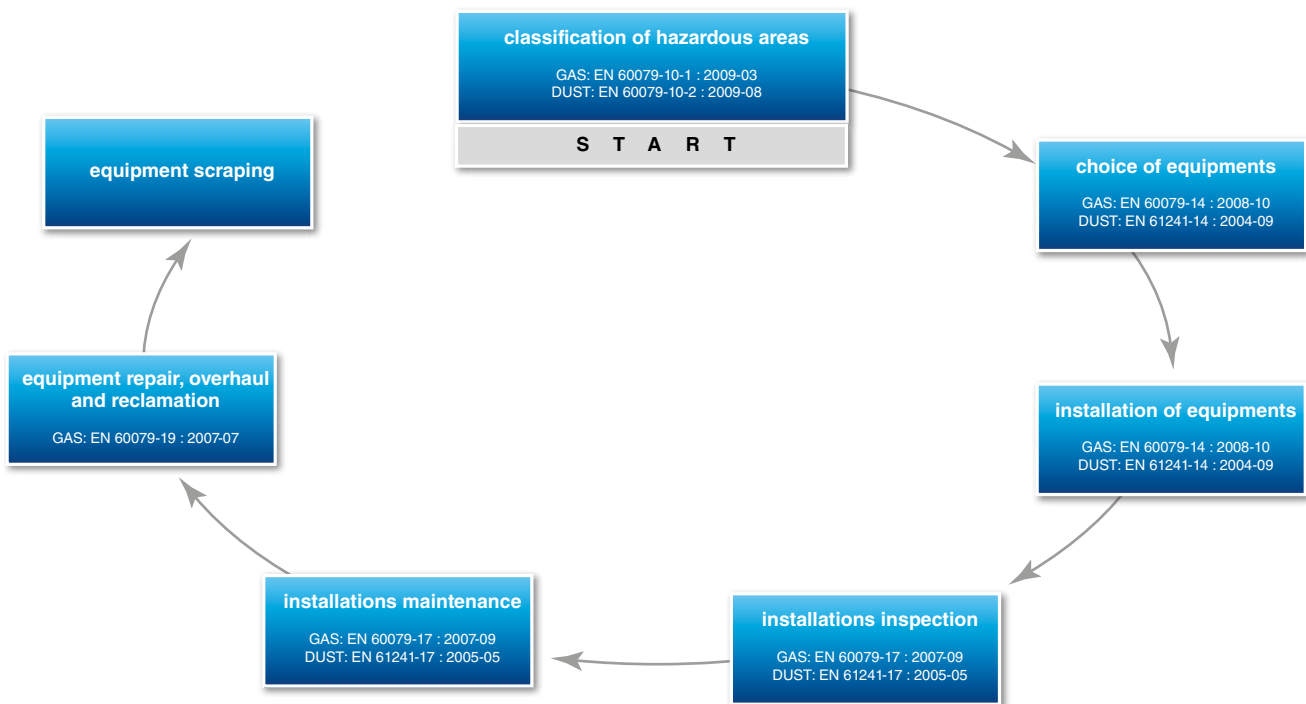 classification of hazardous areas
GAS: EN 60079-10-1 : 2009-03
DUST: EN 60079-10-2 : 2009-08
S T A R T
choice of equipments
GAS: EN 60079-14 : 2008-10
DUST: EN 61241-14 : 2004-09
installation of equipments
GAS: EN 60079-14 : 2008-10
DUST: EN 61241-14 : 2004-09
installations inspection
GAS: EN 60079-17 : 2007-09
DUST: EN 61241-17 : 2005-05
installations maintenance
GAS: EN 60079-17 : 2007-09
DUST: EN 61241-17 : 2005-05
equipment repair, overhaul
and reclamation
GAS: EN 60079-19 : 2007-07
equipment scraping